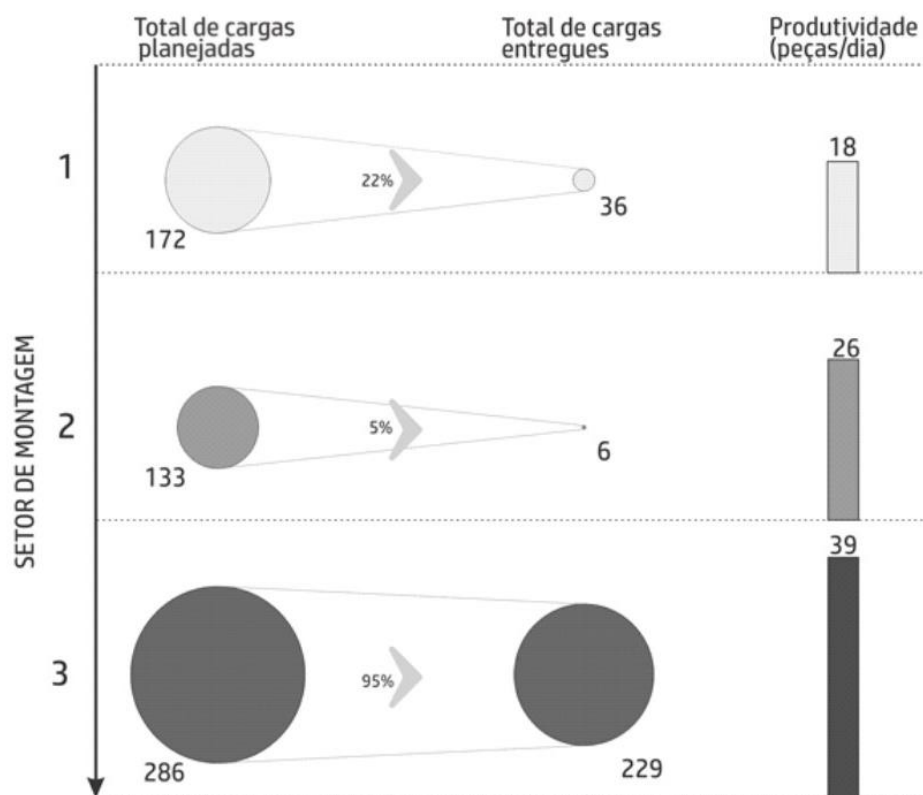 Total de cargas
planejadas
Total de cargas
entregues
Produtividade
(peças/dia)
SETOR DE MONTAGEM
1
172
22%
36
18
2
133
5%
6
26
3
286
95%
229
39